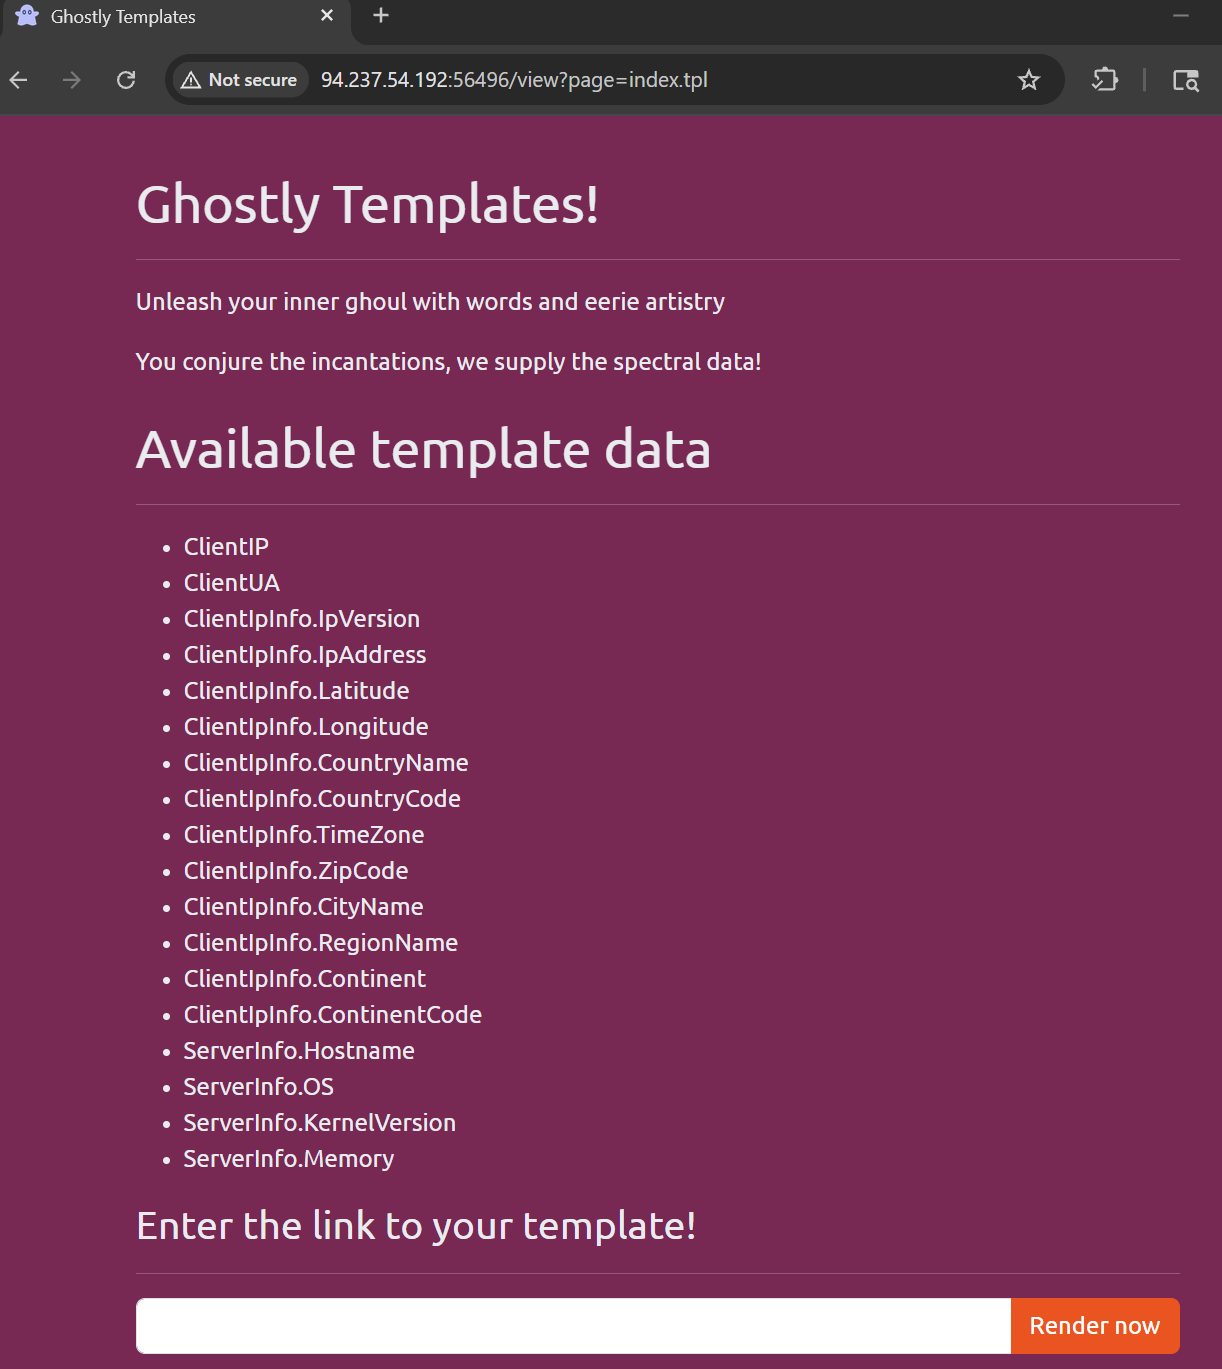 Ghostly Templates
Not secure 94.237.54.192:56496/view?page=index.tpl
Ghostly Templates!
Unleash your inner ghoul with words and eerie artistry
You conjure the incantations, we supply the spectral data!
Available template data
ClientIP
ClientUA
ClientIpInfo.IpVersion
ClientIpInfo.IpAddress
ClientIpInfo.Latitude
ClientIpInfo.Longitude
ClientIpInfo.CountryName
ClientIpInfo.CountryCode
ClientIpInfo.TimeZone
ClientIpInfo.ZipCode
ClientIpInfo.CityName
ClientIpInfo.RegionName
ClientIpInfo.Continent
ClientIpInfo.ContinentCode
ServerInfo.Hostname
ServerInfo.OS
ServerInfo.KernelVersion
ServerInfo.Memory
Enter the link to your template!
Render now